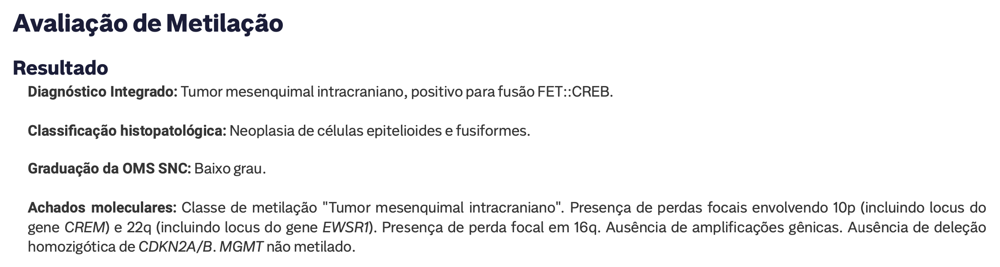 Avaliação de Metilação
Resultado
Diagnóstico Integrado: Tumor mesenquimal intracraniano, positivo para fusão FET::CREB.
Classificação histopatológica: Neoplasia de células epitelioides e fusiformes.
Graduação da OMS SNC: Baixo grau.
Achados moleculares: Classe de metilação "Tumor mesenquimal intracraniano". Presença de perdas focais envolvendo 10p (incluindo locus do
gene CREM) e 22q (incluindo locus do gene EWSR1). Presença de perda focal em 16q. Ausência de amplificações gênicas. Ausência de deleção
homozigótica de CDKN2A/B. MGMT não metilado.